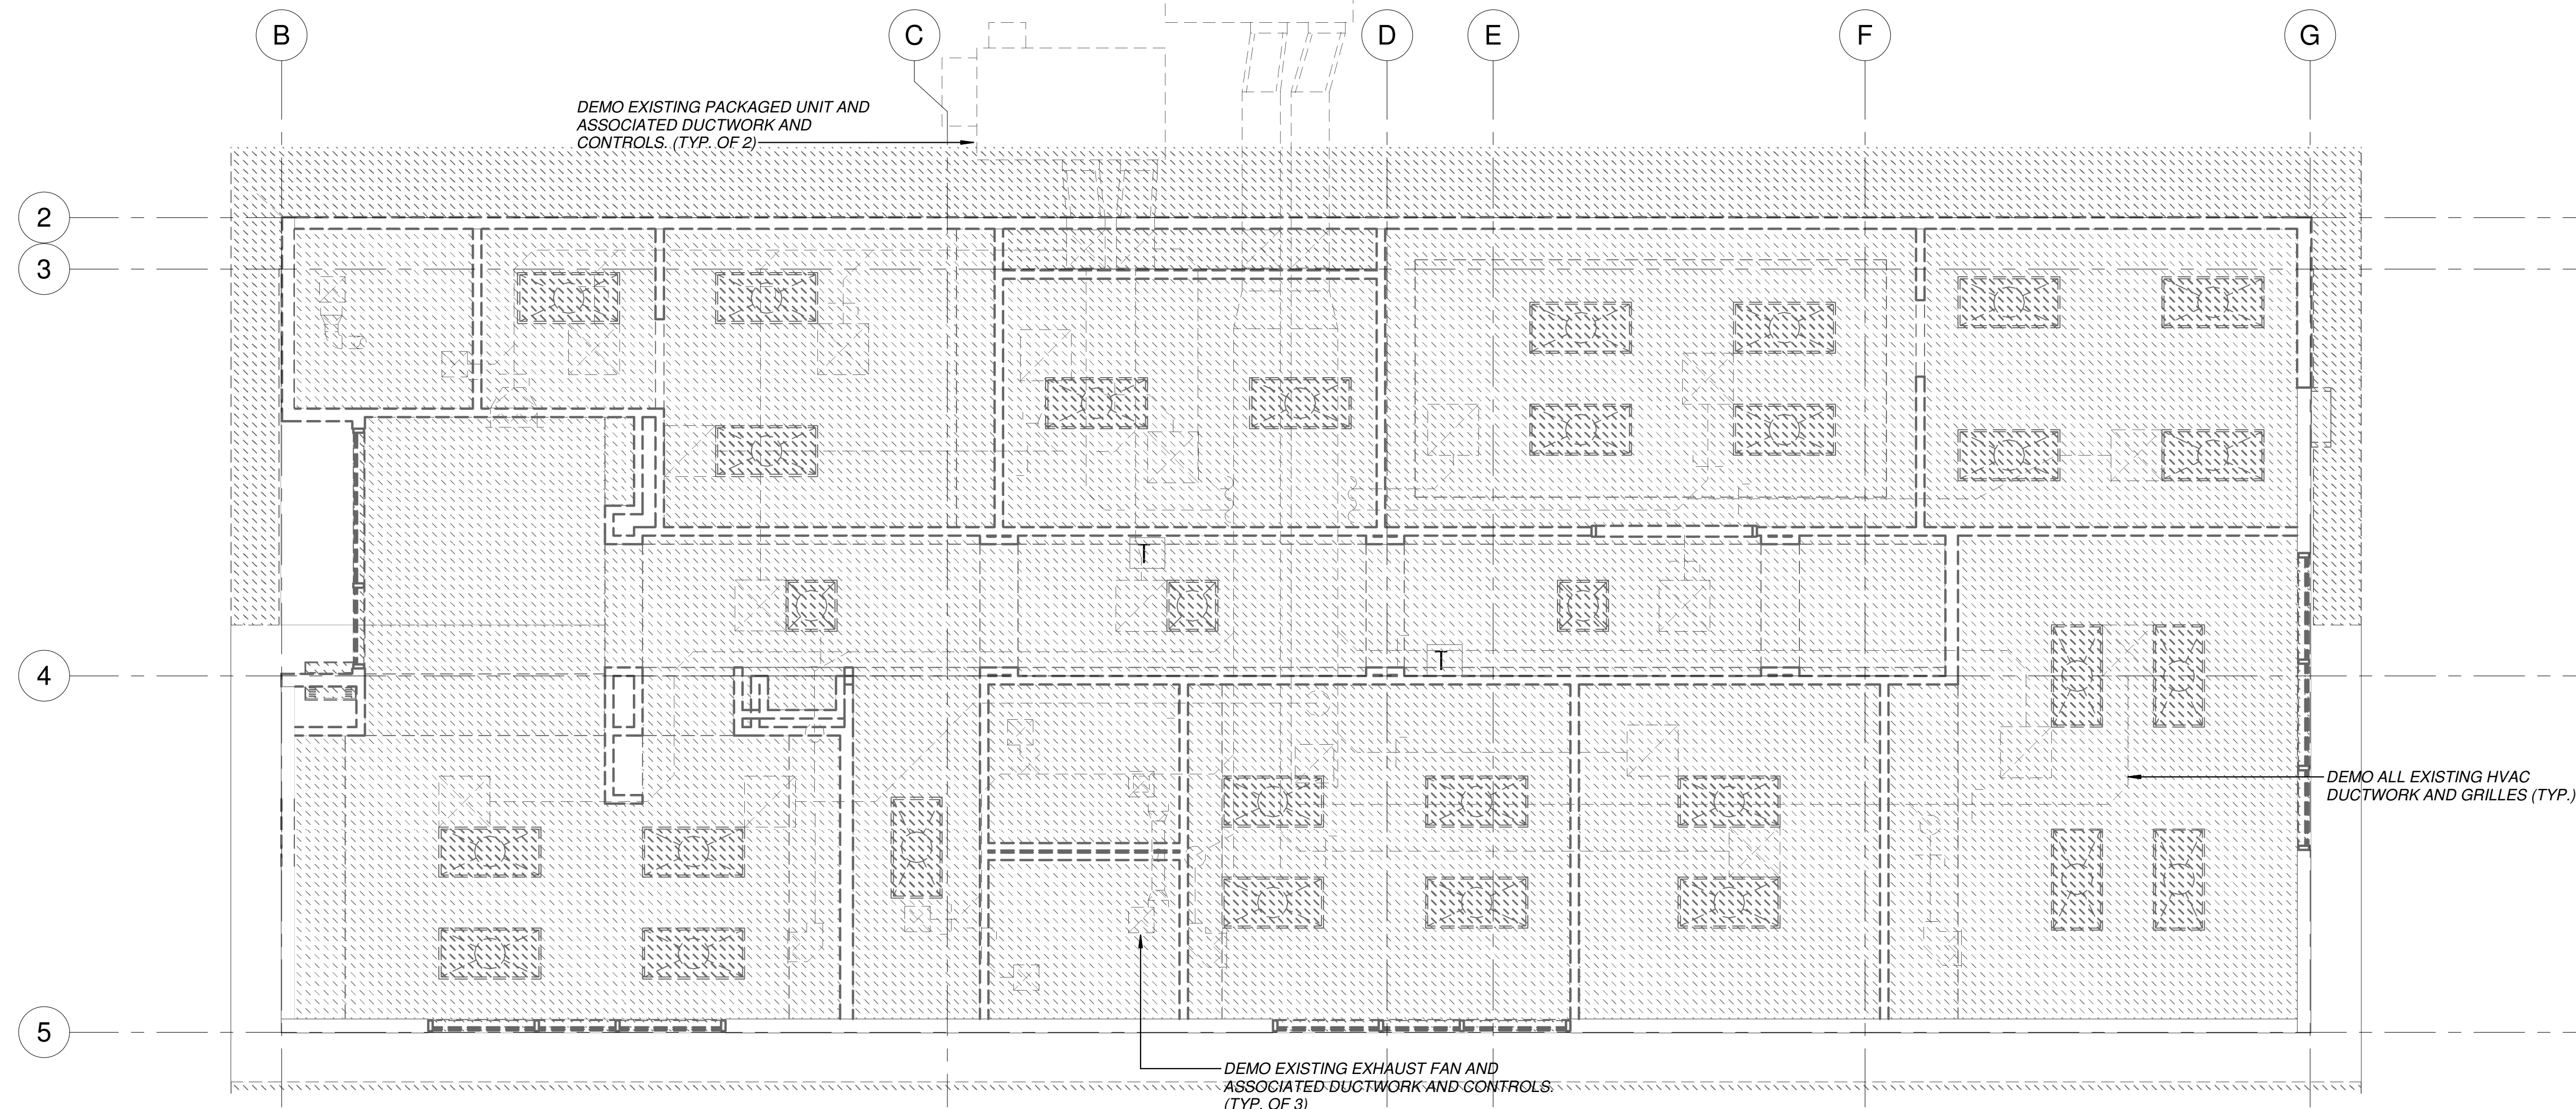 B
C
D
E
F
G
DEMO EXISTING PACKAGED UNIT AND
ASSOCIATED DUCTWORK AND
CONTROLS. (TYP. OF 2)
2
3
T
4
T
DEMO ALL EXISTING HVAC
DUCTWORK AND GRILLES (TYP.)
5
DEMO EXISTING EXHAUST FAN AND
ASSOCIATED DUCTWORK AND CONTROLS.
(TYP. OF 3)